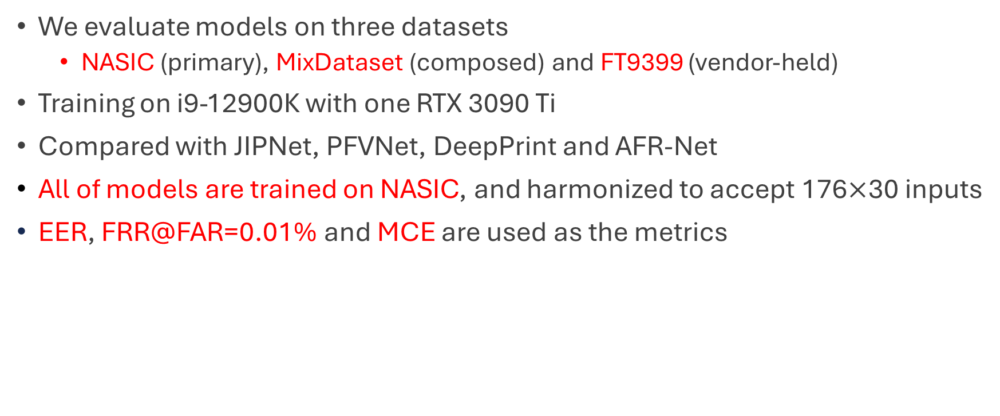 • We evaluate models on three datasets
• NASIC (primary), MixDataset (composed) and FT9399 (vendor-held)
• Training on i9-12900K with one RTX 3090 Ti
• Compared with JIPNet, PFVNet, DeepPrint and AFR-Net
• All of models are trained on NASIC, and harmonized to accept 176×30 inputs
• EER, FRR@FAR=0.01% and MCE are used as the metrics